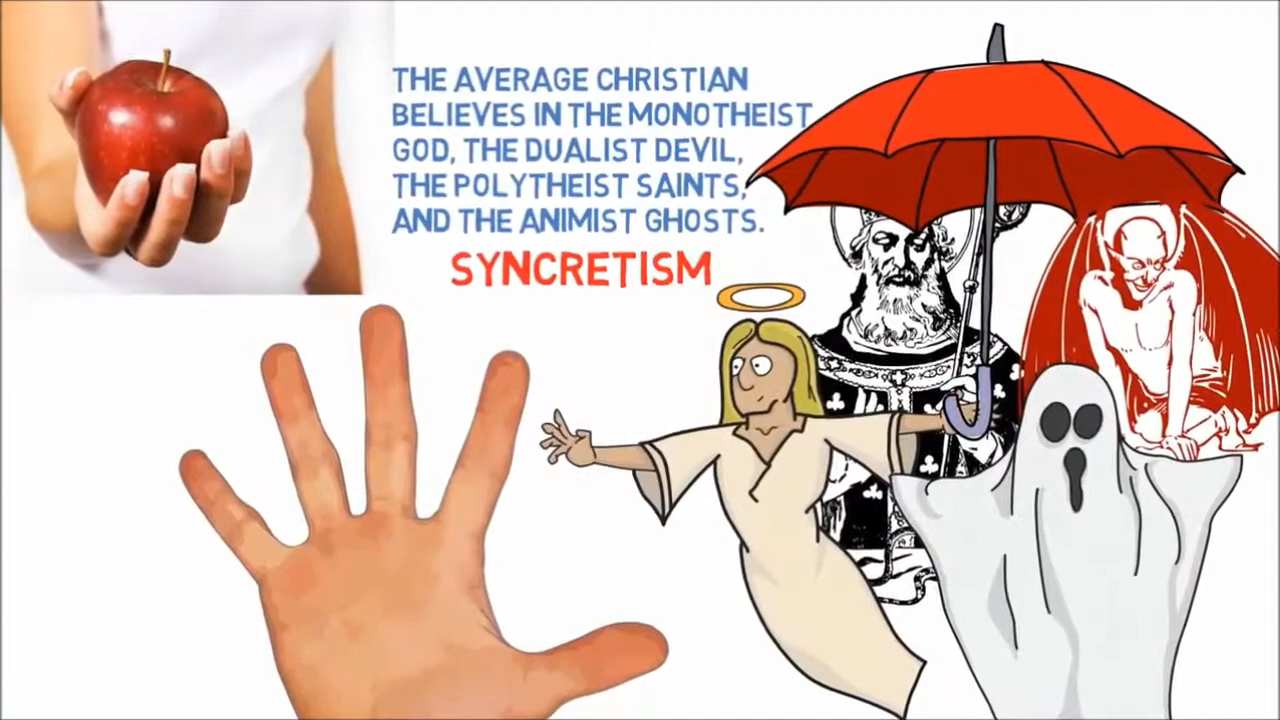 THE AVERAGE CHRISTIAN
BELIEVES IN THE MONOTHEIST
GOD, THE DUALIST DEVIL,
THE POLYTHEIST SAINTS,
AND THE ANIMIST GHOSTS.
SYNCRETISM